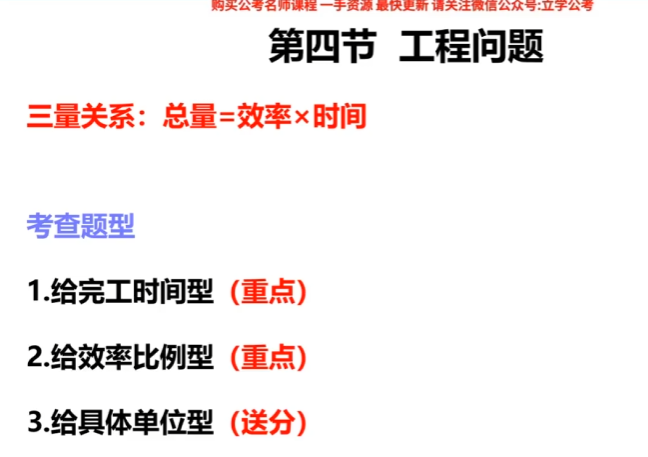 购买公考名师课程 一手资源 最快更新 请关注微信公众号:立学公考
第四节 工程问题
三量关系：总量=效率×时间
考查题型
1.给完工时间型（重点）
2.给效率比例型（重点）
3.给具体单位型（送分）